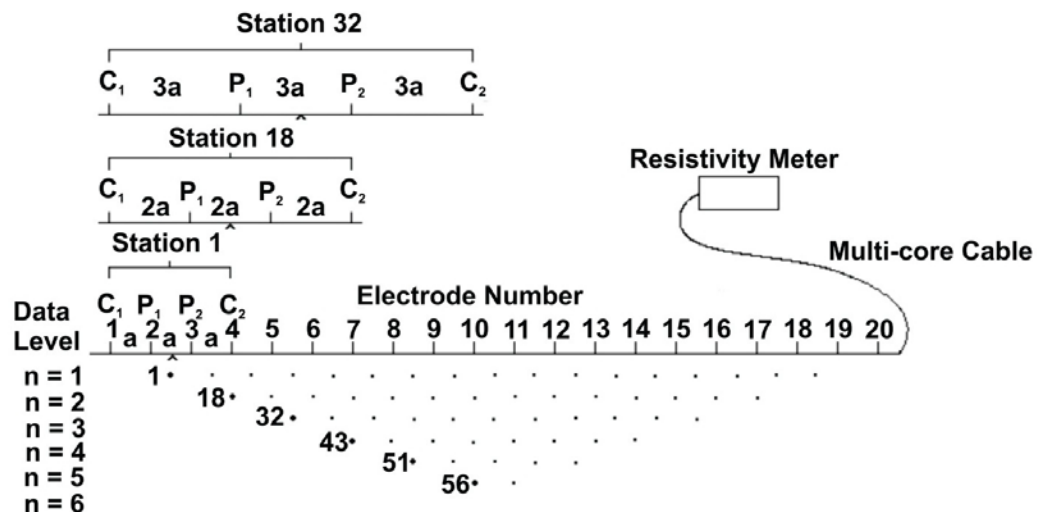 Station 32
C₁ 3a P₁ 3a P₂ 3a C₂
Station 18
C₁ 2a P₁ 2a P₂ 2a C₂
Resistivity Meter
Station 1
Multi-core Cable
C₁ P₁ P₂ C₂
Electrode Number
Data Level
1 2 3 4 5 6 7 8 9 10 11 12 13 14 15 16 17 18 19 20
a a a
n = 1
1
n = 2
18
n = 3
32
n = 4
43
n = 5
51
n = 6
56